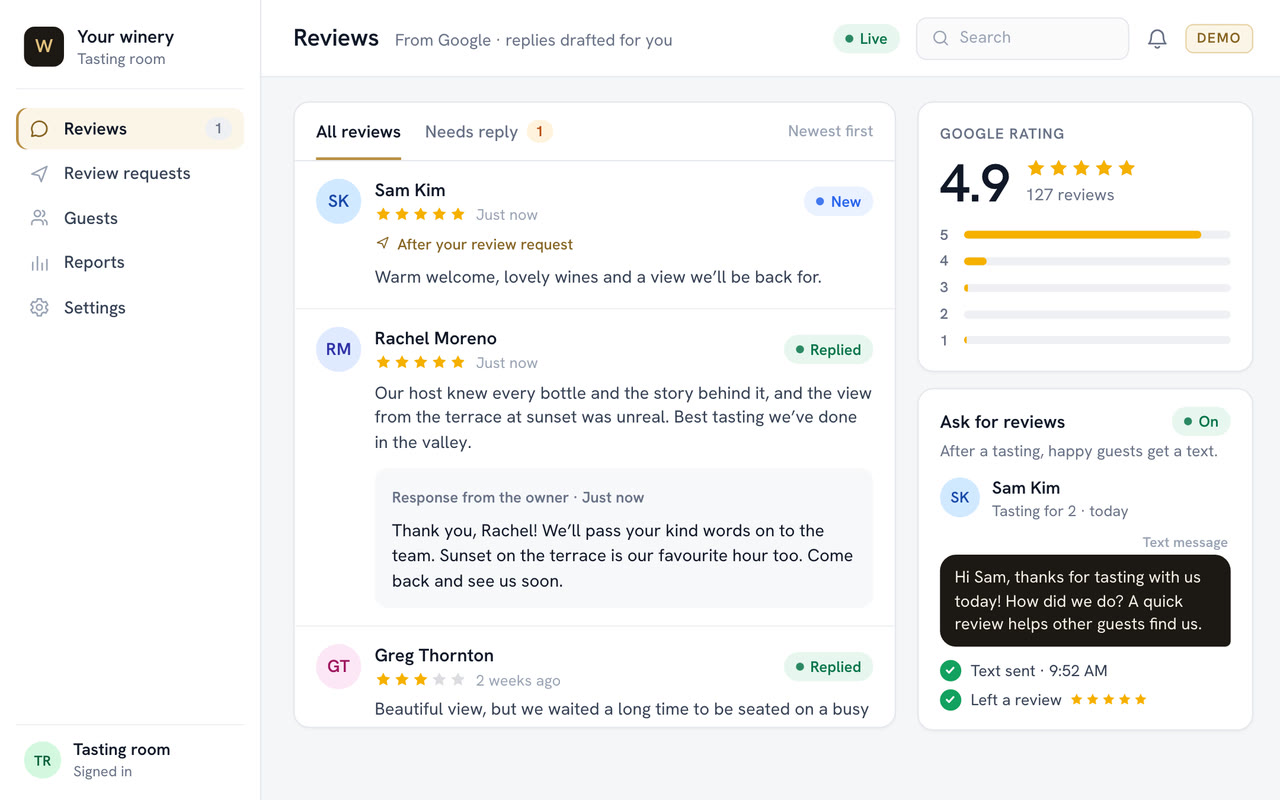 W
Your winery
Tasting room
Reviews
1
Review requests
Guests
Reports
Settings
TR
Tasting room
Signed in
Reviews
From Google · replies drafted for you
Live
Search
DEMO
All reviews
Needs reply
1
Newest first
SK
Sam Kim
Just now
New
After your review request
Warm welcome, lovely wines and a view we’ll be back for.
RM
Rachel Moreno
Just now
Replied
Our host knew every bottle and the story behind it, and the view
from the terrace at sunset was unreal. Best tasting we’ve done
in the valley.
Response from the owner · Just now
Thank you, Rachel! We’ll pass your kind words on to the
team. Sunset on the terrace is our favourite hour too. Come
back and see us soon.
GT
Greg Thornton
2 weeks ago
Replied
Beautiful view, but we waited a long time to be seated on a busy
GOOGLE RATING
4.9
127 reviews
5
4
3
2
1
Ask for reviews
On
After a tasting, happy guests get a text.
SK
Sam Kim
Tasting for 2 · today
Text message
Hi Sam, thanks for tasting with us
today! How did we do? A quick
review helps other guests find us.
Text sent · 9:52 AM
Left a review